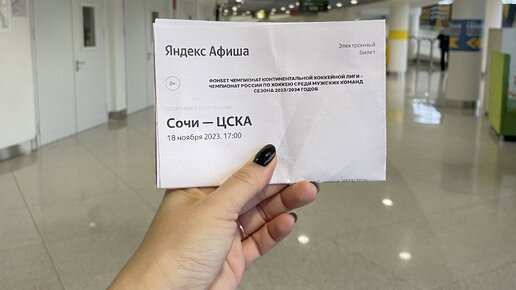 Яндекс Афиша
Электронный
билет
6+
ФОНБЕТ ЧЕМПИОНАТ КОНТИНЕНТАЛЬНОЙ ХОККЕЙНОЙ ЛИГИ –
ЧЕМПИОНАТ РОССИИ ПО ХОККЕЮ СРЕДИ МУЖСКИХ КОМАНД
СЕЗОНА 2023/2024 ГОДОВ
Сочи — ЦСКА
18 ноября 2023, 17:00